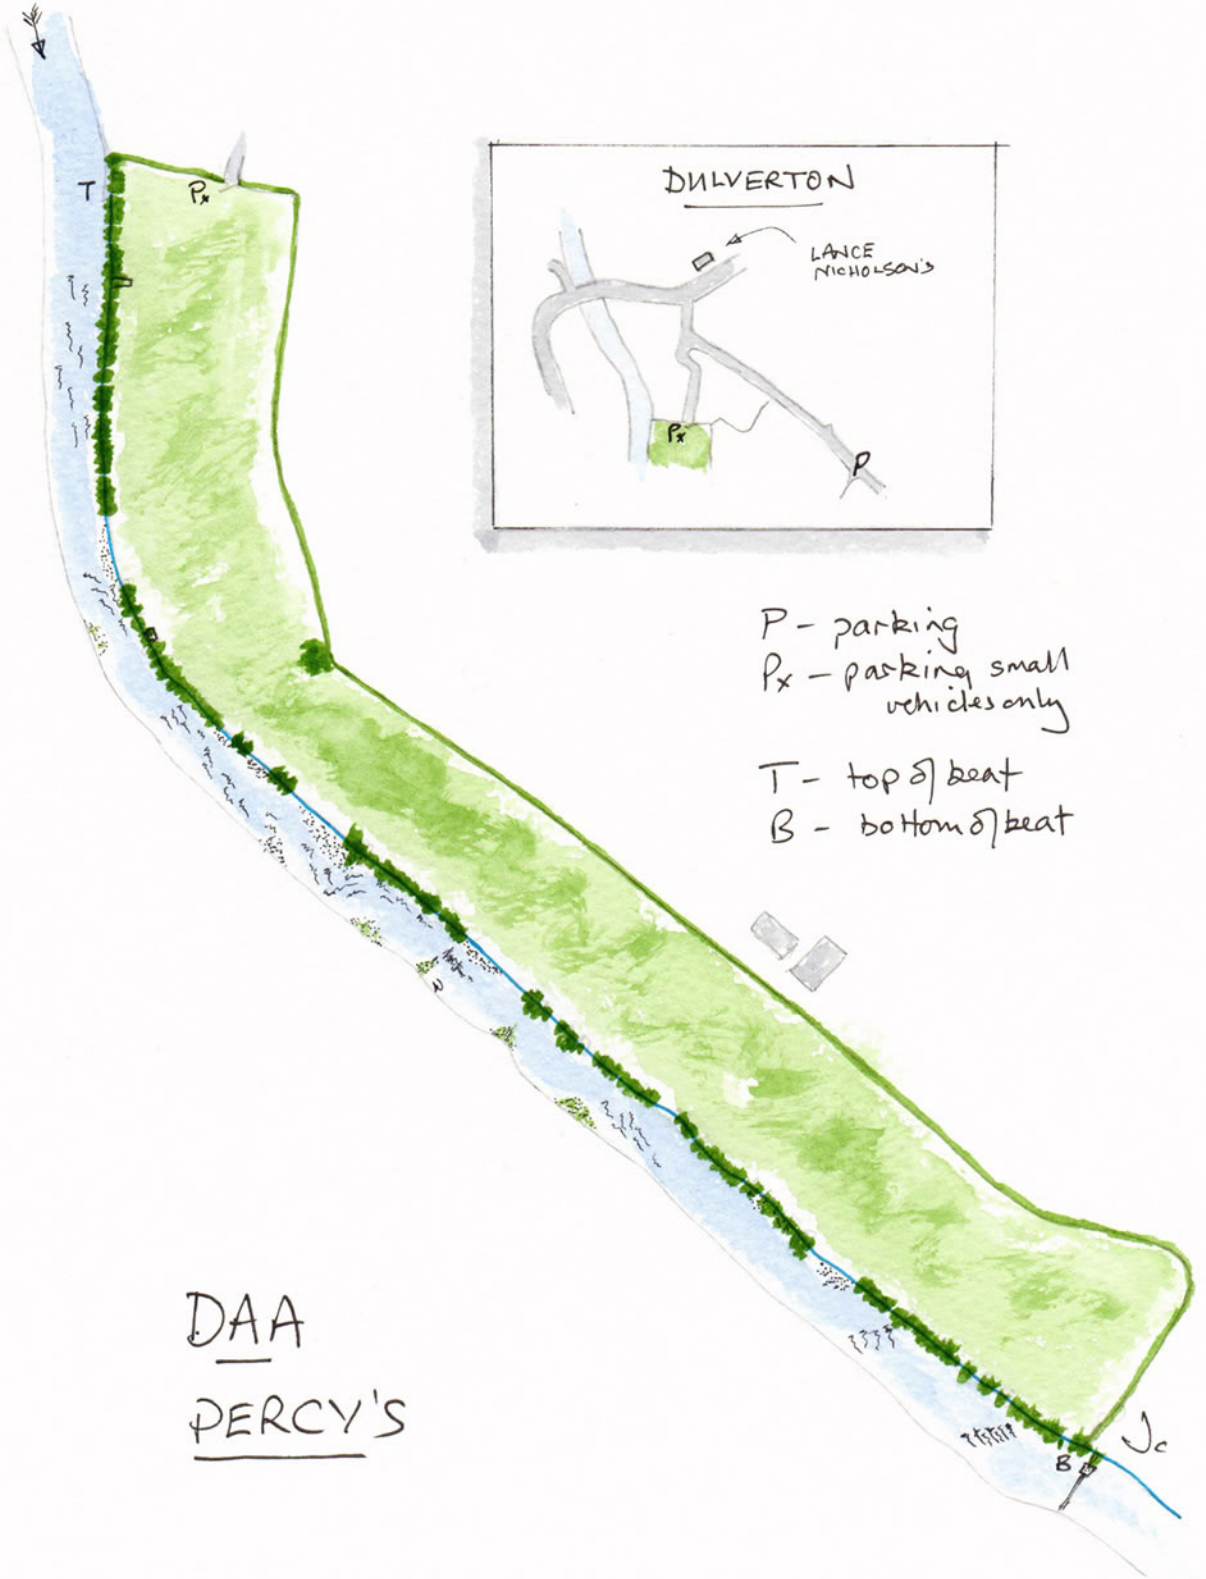 T
Px
DULVERTON
LANCE
NICHOLSON'S
Px
P
P - parking
Px - parking small
vehicles only
T - top of beat
B - bottom of beat
DAA
PERCY'S
B